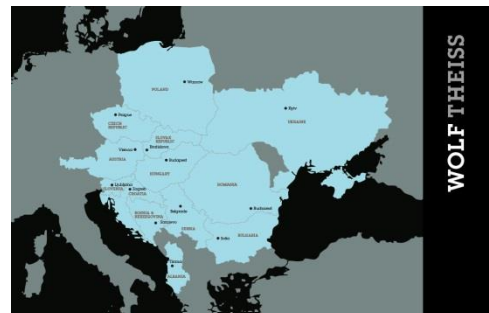 WOLF THEISS
Warsaw
POLAND
Prague
CZECH
REPUBLIC
Kyiv
UKRAINE
SLOVAK
REPUBLIC
Vienna
Bratislava
AUSTRIA
Budapest
HUNGARY
Ljubljana
SLOVENIA
Zagreb
CROATIA
ROMANIA
BOSNIA &
HERZEGOVINA
Belgrade
Bucharest
Sarajevo
SERBIA
Sofia
BULGARIA
Tirana
ALBANIA